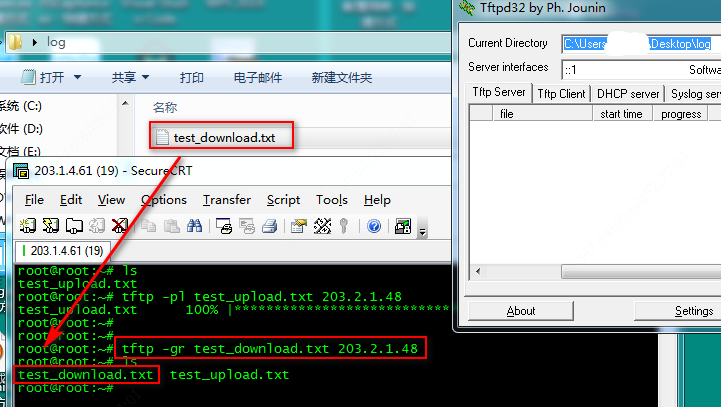 Tftpd32 by Ph. Jounin
log
Current Directory C:\Users \Desktop\log
Server interfaces ::1 Softwa
打开 共享 打印 电子邮件 新建文件夹
Tftp Server Tftp Client DHCP server Syslog ser
file start time progress
系统 (C:)
次件 (D:)
文档 (E:)
名称
test_download.txt
203.1.4.61 (19) - SecureCRT
File Edit View Options Transfer Script Tools Help
203.1.4.61 (19)
root@root:~# ls
test_upload.txt
root@root:~# tftp -pl test_upload.txt 203.2.1.48
test_upload.txt 100% |****************************
root@root:~#
root@root:~#
root@root:~# tftp -gr test_download.txt 203.2.1.48
root@root:~# ls
test_download.txt test_upload.txt
root@root:~#
About Settings